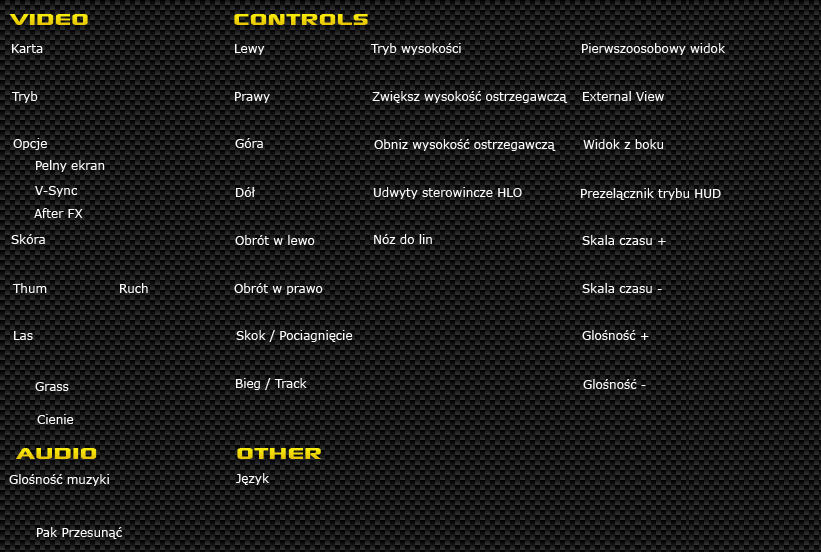 VIDEO
Karta
Tryb
Opcje
Pelny ekran
V-Sync
After FX
Skóra
Thum Ruch
Las
Grass
Cienie
AUDIO
Glośność muzyki
Pak Przesunąć
CONTROLS
Lewy
Prawy
Góra
Dół
Obrót w lewo
Obrót w prawo
Skok / Pociagnięcie
Bieg / Track
Tryb wysokości
Zwiększ wysokość ostrzegawczą
Obniz wysokość ostrzegawczą
Udwyty sterowincze HLO
Nóz do lin
Pierwszoosobowy widok
External View
Widok z boku
Prezelącznik trybu HUD
Skala czasu +
Skala czasu -
Glośność +
Glośność -
OTHER
Język